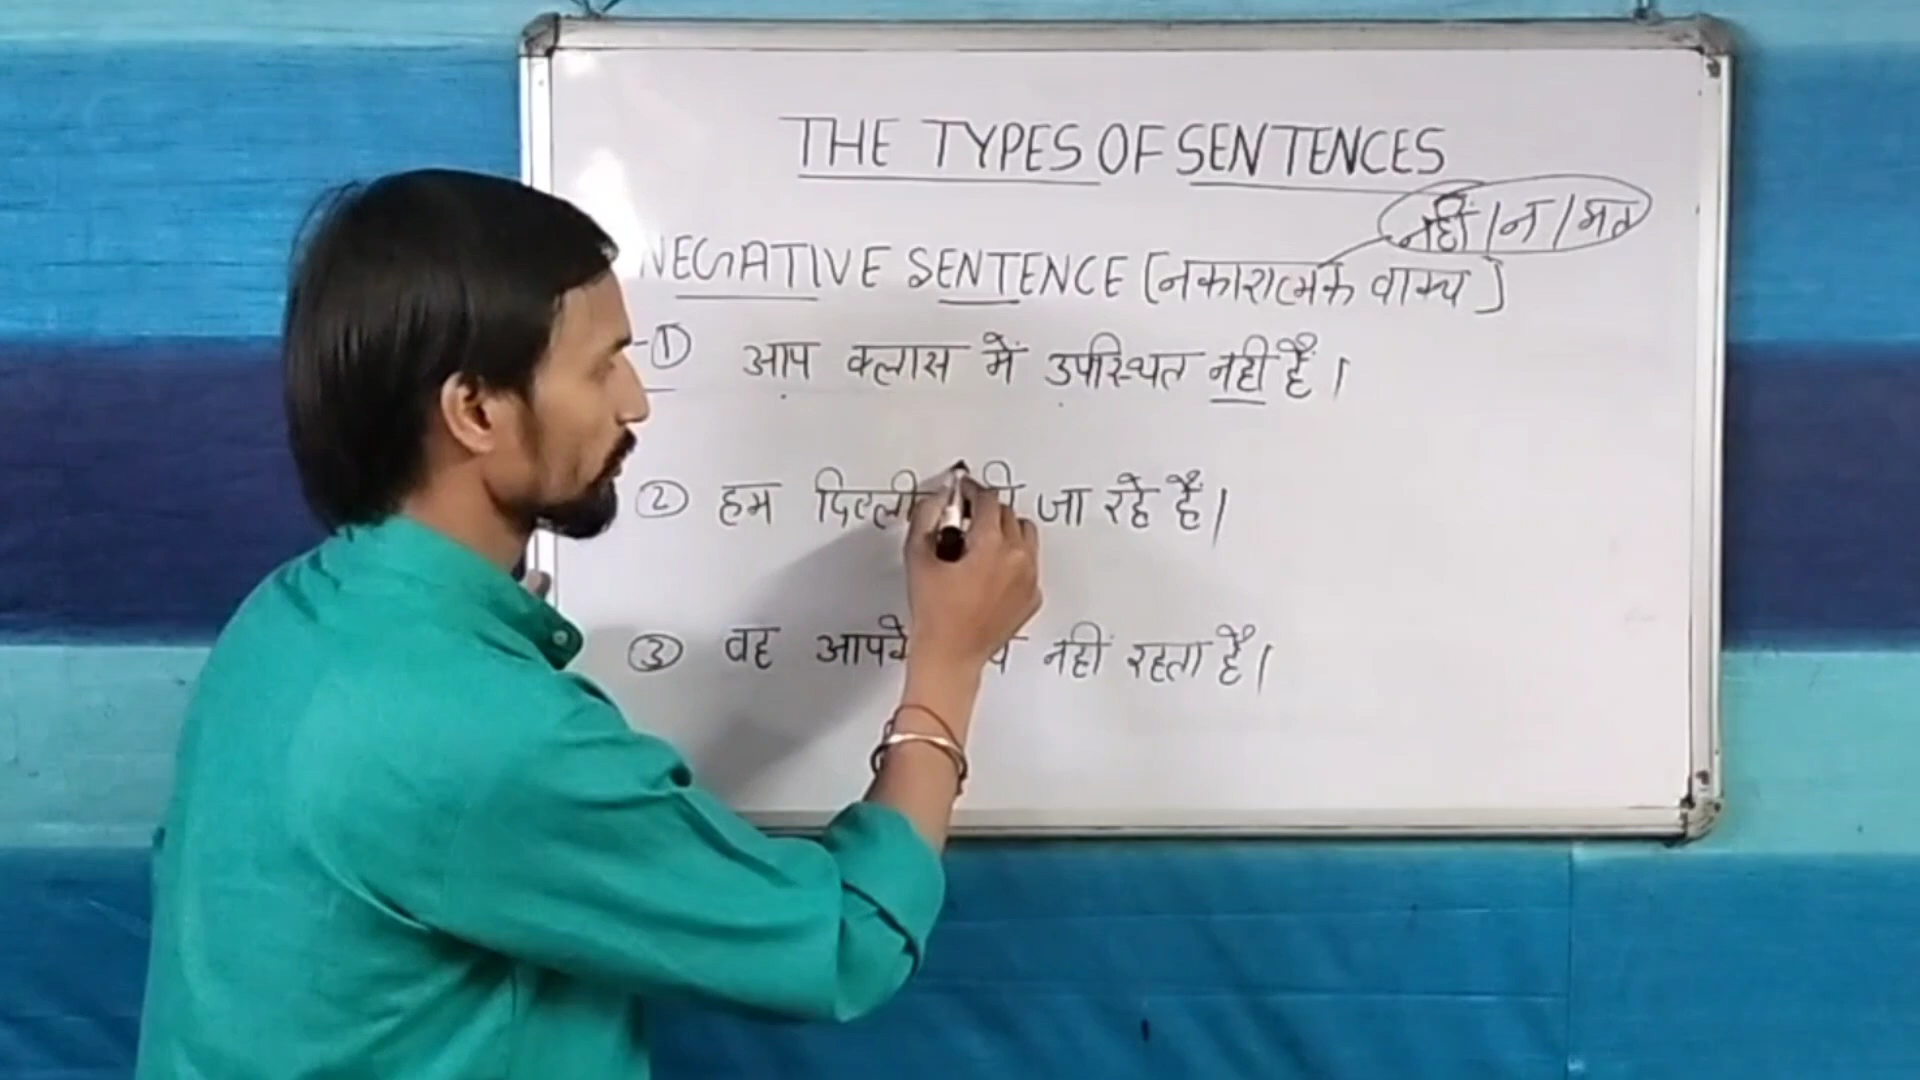 THE TYPES OF SENTENCES
नहीं / न / मत
NEGATIVE SENTENCE [नकारात्मक वाक्य]
① आप क्लास में उपस्थित नही हैं।
② हम दिल्ली जा रहे हैं।
③ वह नहीं रहता है।